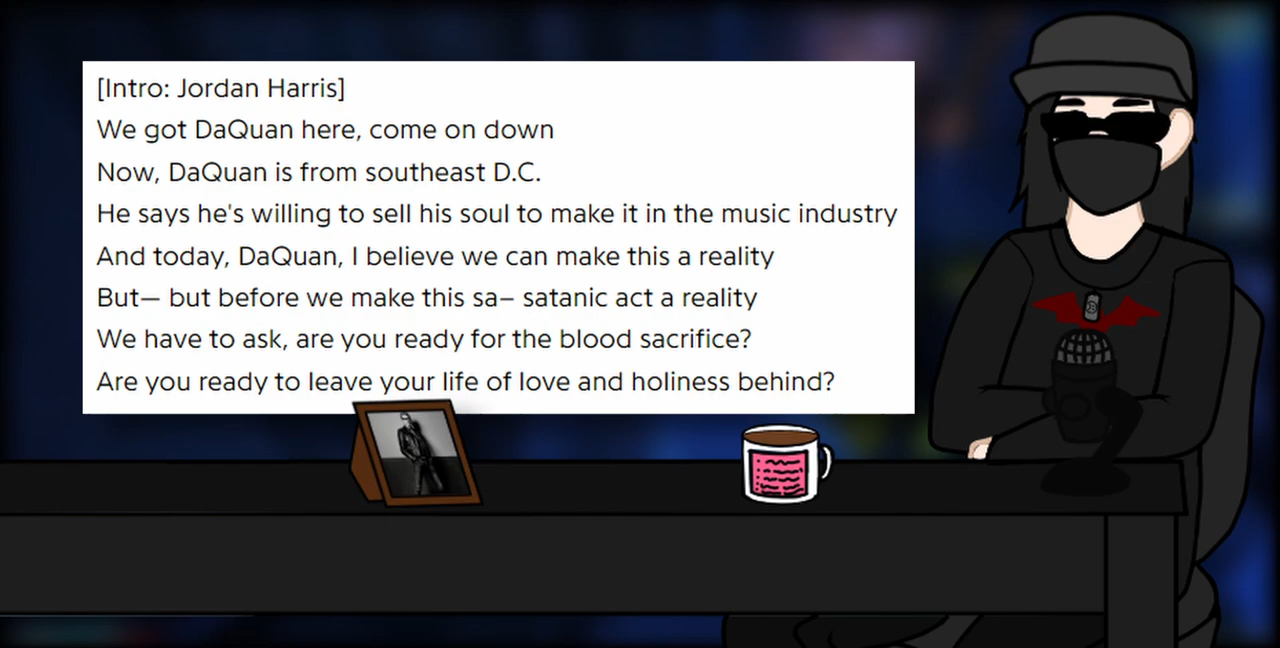 [Intro: Jordan Harris]
We got DaQuan here, come on down
Now, DaQuan is from southeast D.C.
He says he's willing to sell his soul to make it in the music industry
And today, DaQuan, I believe we can make this a reality
But— but before we make this sa– satanic act a reality
We have to ask, are you ready for the blood sacrifice?
Are you ready to leave your life of love and holiness behind?